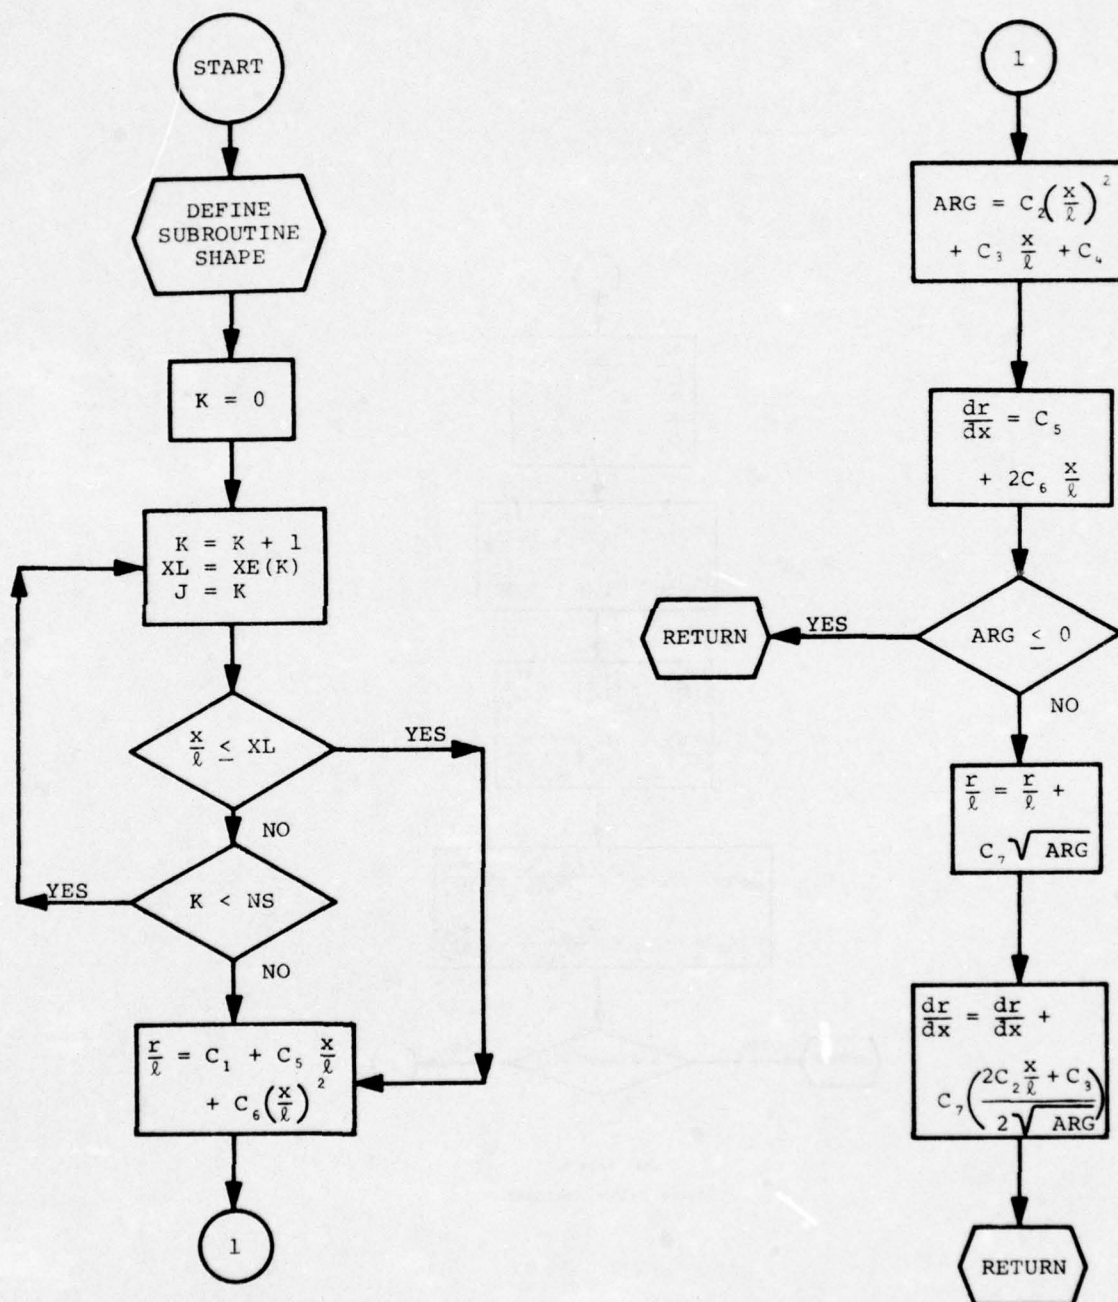 START
DEFINE
SUBROUTINE
SHAPE
K = 0
K = K + 1
XL = XE(K)
J = K
x/ℓ ≤ XL
YES
NO
K < NS
YES
NO
r/ℓ = C₁ + C₅ x/ℓ
+ C₆(x/ℓ)²
1
1
ARG = C₂(x/ℓ)²
+ C₃ x/ℓ + C₄
dr/dx = C₅
+ 2C₆ x/ℓ
ARG ≤ 0
YES
RETURN
NO
r/ℓ = r/ℓ +
C₇ √ARG
dr/dx = dr/dx +
C₇((2C₂ x/ℓ + C₃)/(2√ARG))
RETURN